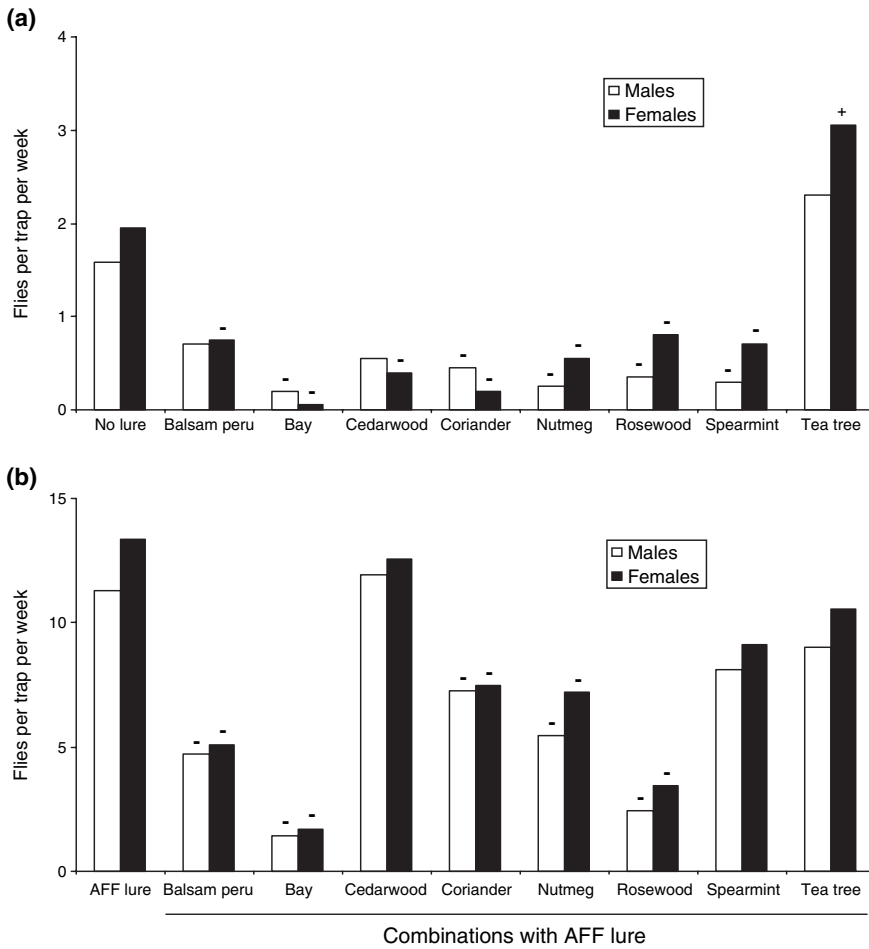 (a)
4
3
2
1
0
Flies per trap per week
Males
Females
+
- - - - - - - - - - - -
No lure Balsam peru Bay Cedarwood Coriander Nutmeg Rosewood Spearmint Tea tree
(b)
15
10
5
0
Flies per trap per week
Males
Females
- - - - - - - - - -
AFF lure Balsam peru Bay Cedarwood Coriander Nutmeg Rosewood Spearmint Tea tree
Combinations with AFF lure